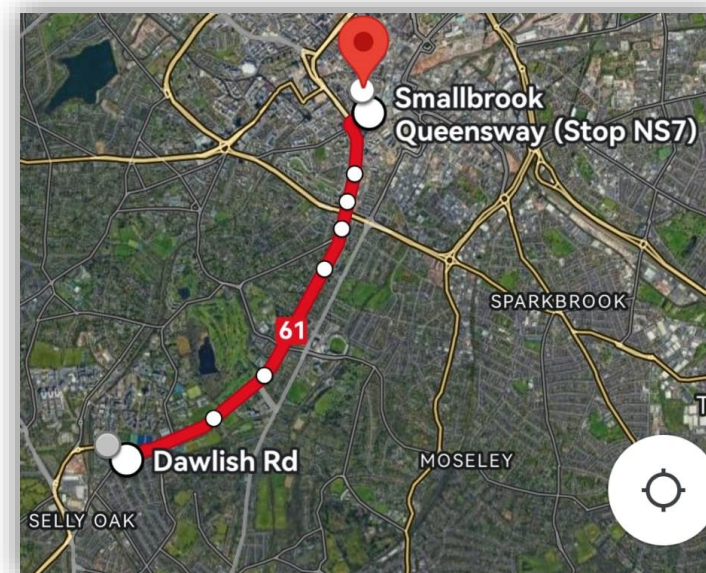 Smallbrook
Queensway (Stop NS7)
SPARKBROOK
61
T
Dawlish Rd
MOSELEY
SELLY OAK